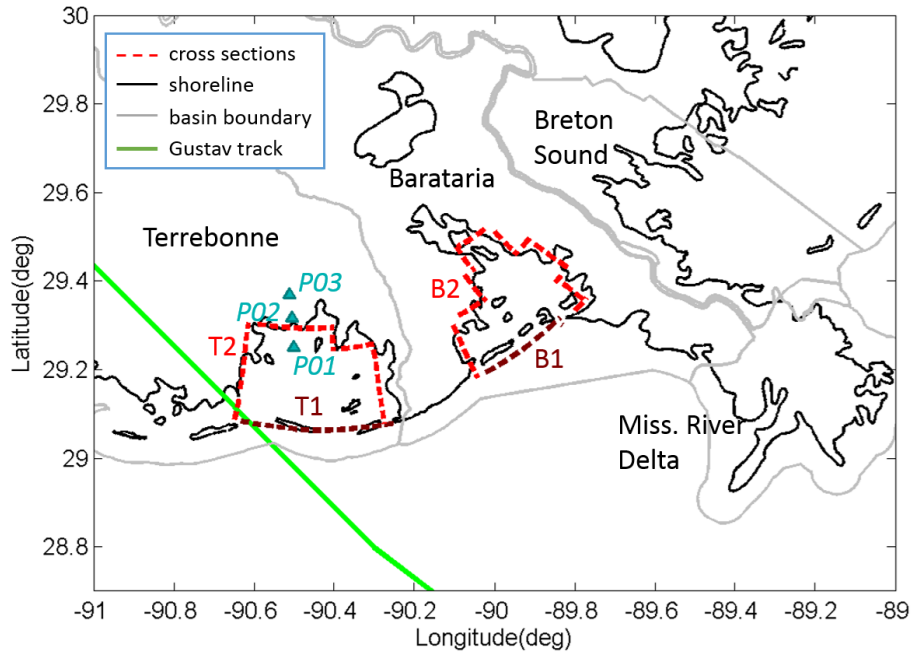 30
29.8
29.6
29.4
29.2
29
28.8
Latitude(deg)
cross sections
shoreline
basin boundary
Gustav track
Breton
Sound
Barataria
Terrebonne
P03
P02
P01
T2
T1
B2
B1
Miss. River
Delta
-91 -90.8 -90.6 -90.4 -90.2 -90 -89.8 -89.6 -89.4 -89.2 -89
Longitude(deg)